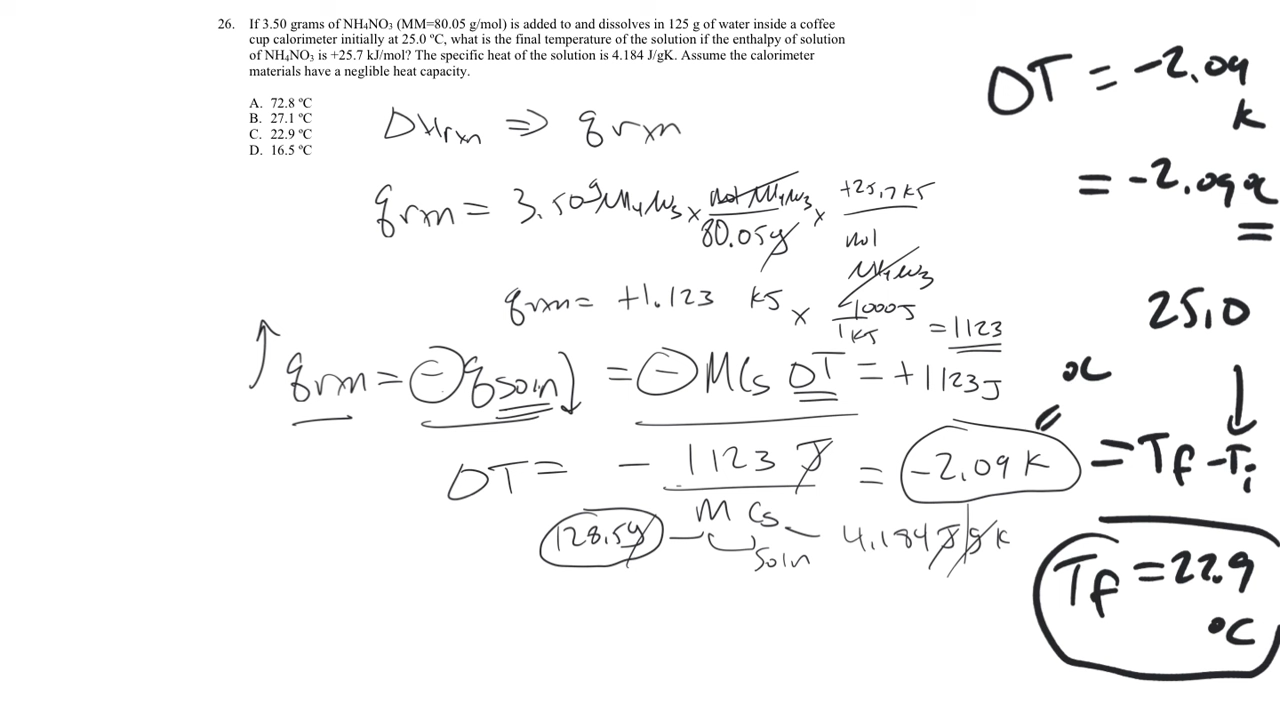 26. If 3.50 grams of NH₄NO₃ (MM=80.05 g/mol) is added to and dissolves in 125 g of water inside a coffee
cup calorimeter initially at 25.0 ºC, what is the final temperature of the solution if the enthalpy of solution
of NH₄NO₃ is +25.7 kJ/mol? The specific heat of the solution is 4.184 J/gK. Assume the calorimeter
materials have a neglible heat capacity.
A. 72.8 ºC
B. 27.1 ºC
C. 22.9 ºC
D. 16.5 ºC
ΔHrxn ⇒ qrxn
qrxn = 3.50g NH₄NO₃ × mol NH₄NO₃ / 80.05g × +25.7 kJ / mol NH₄NO₃
qrxn = +1.123 kJ × 1000J / 1kJ = 1123
↑ qrxn = -qsoln ↓ = -MCs ΔT = +1123J
ΔT = - 1123 J / M Cs = -2.09 K
128.5g
soln
4.184 J/g K
ΔT = -2.09 K
= -2.09 ºC
=
25.0
↓
ºC
= Tf - Ti
Tf = 22.9 ºC